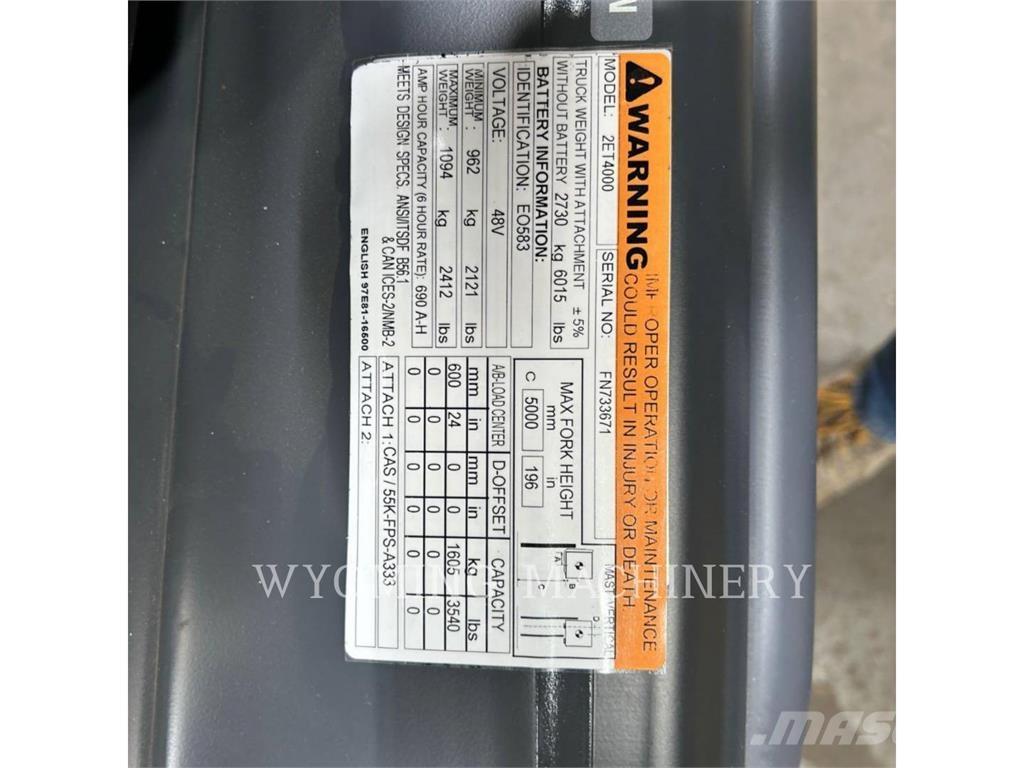 N
WARNING
IMPROPER OPERATION OR MAINTENANCE
COULD RESULT IN INJURY OR DEATH
MODEL: 2ET4000 SERIAL NO: FN733671
TRUCK WEIGHT WITH ATTACHMENT ± 5%
WITHOUT BATTERY 2730 kg 6015 lbs
BATTERY INFORMATION:
IDENTIFICATION: EO583
VOLTAGE: 48V
MINIMUM WEIGHT : 962 kg 2121 lbs
MAXIMUM WEIGHT : 1094 kg 2412 lbs
AMP HOUR CAPACITY (6 HOUR RATE): 690 A-H
MEETS DESIGN SPECS. ANSI/ITSDF B56.1
& CAN ICES-2/NMB-2
ENGLISH 97E81-16500
MAST VERTICAL
MAX FORK HEIGHT
mm in
C 5000 196
A B C D
A/B-LOAD CENTER D-OFFSET CAPACITY
mm in mm in kg lbs
600 24 0 0 1605 3540
0 0 0 0 0 0
0 0 0 0 0 0
ATTACH 1: CAS / 55K-FPS-A333
ATTACH 2:
WYOMING MACHINERY
MASC